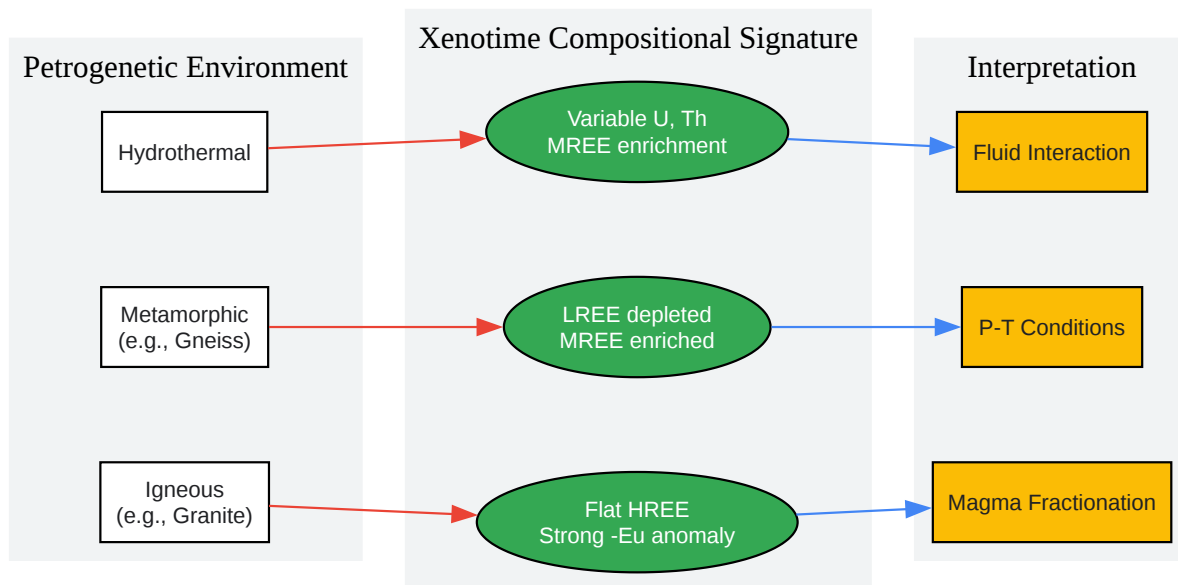 Petrogenetic Environment
Xenotime Compositional Signature
Interpretation
Hydrothermal
Variable U, Th
MREE enrichment
Fluid Interaction
Metamorphic
(e.g., Gneiss)
LREE depleted
MREE enriched
P-T Conditions
Igneous
(e.g., Granite)
Flat HREE
Strong -Eu anomaly
Magma Fractionation